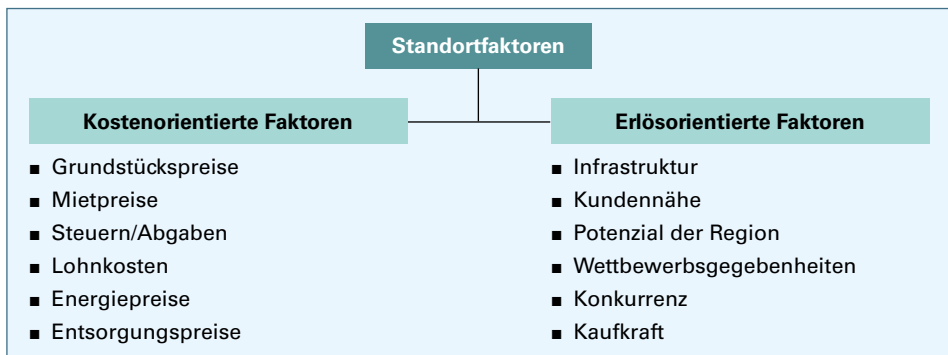 Standortfaktoren
Kostenorientierte Faktoren
■ Grundstückspreise
■ Mietpreise
■ Steuern/Abgaben
■ Lohnkosten
■ Energiepreise
■ Entsorgungspreise
Erlösorientierte Faktoren
■ Infrastruktur
■ Kundennähe
■ Potenzial der Region
■ Wettbewerbsgegebenheiten
■ Konkurrenz
■ Kaufkraft